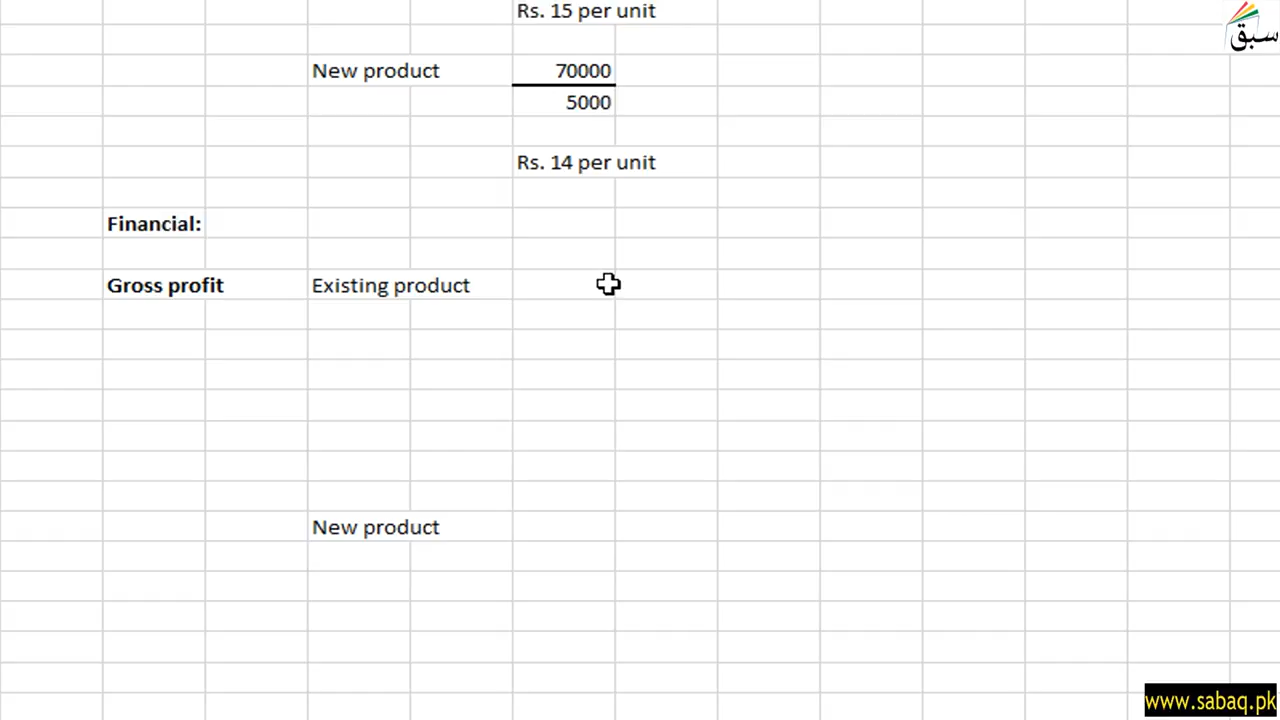 Rs. 15 per unit
سبق
New product 70000
5000
Rs. 14 per unit
Financial:
Gross profit Existing product
New product
www.sabaq.pk